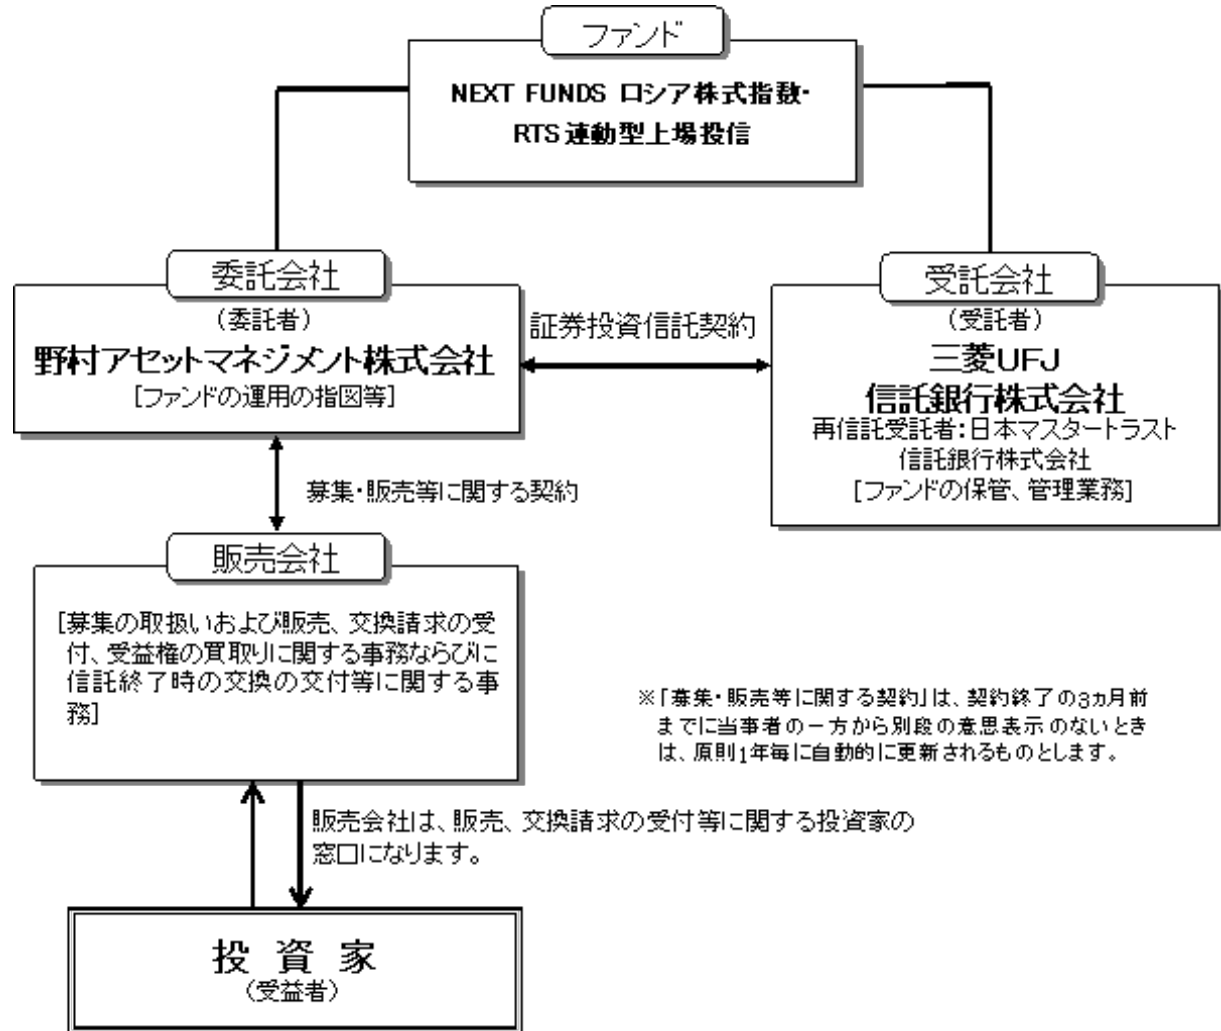 ファンド
NEXT FUNDS ロシア株式指数・
RTS連動型上場投信
委託会社
(委託者)
野村アセットマネジメント株式会社
[ファンドの運用の指図等]
証券投資信託契約
受託会社
(受託者)
三菱UFJ
信託銀行株式会社
再信託受託者:日本マスタートラスト
信託銀行株式会社
[ファンドの保管、管理業務]
募集・販売等に関する契約
販売会社
[募集の取扱いおよび販売、交換請求の受
付、受益権の買取りに関する事務ならびに
信託終了時の交換の交付等に関する事
務]
※「募集・販売等に関する契約」は、契約終了の3ヵ月前
までに当事者の一方から別段の意思表示のないとき
は、原則1年毎に自動的に更新されるものとします。
販売会社は、販売、交換請求の受付等に関する投資家の
窓口になります。
投 資 家
(受益者)